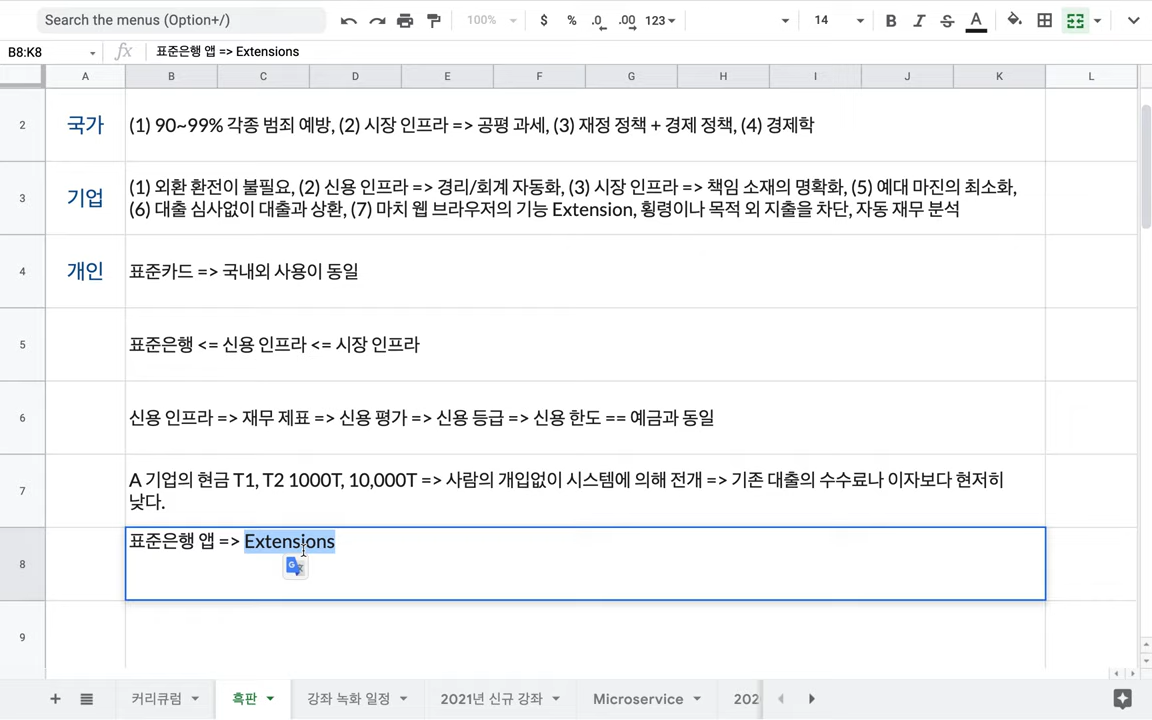 Search the menus (Option+/)
100%
$ % .0 .00 123
14
B I S A
B8:K8
fx
표준은행 앱 => Extensions
A B C D E F G H I J K L
2 국가 (1) 90~99% 각종 범죄 예방, (2) 시장 인프라 => 공평 과세, (3) 재정 정책 + 경제 정책, (4) 경제학
3 기업 (1) 외환 환전이 불필요, (2) 신용 인프라 => 경리/회계 자동화, (3) 시장 인프라 => 책임 소재의 명확화, (5) 예대 마진의 최소화,
(6) 대출 심사없이 대출과 상환, (7) 마치 웹 브라우저의 기능 Extension, 횡령이나 목적 외 지출을 차단, 자동 재무 분석
4 개인 표준카드 => 국내외 사용이 동일
5 표준은행 <= 신용 인프라 <= 시장 인프라
6 신용 인프라 => 재무 제표 => 신용 평가 => 신용 등급 => 신용 한도 == 예금과 동일
7 A 기업의 현금 T1, T2 1000T, 10,000T => 사람의 개입없이 시스템에 의해 전개 => 기존 대출의 수수료나 이자보다 현저히
낮다.
8 표준은행 앱 => Extensions
9
커리큐럼 흑판 강좌 녹화 일정 2021년 신규 강좌 Microservice 202